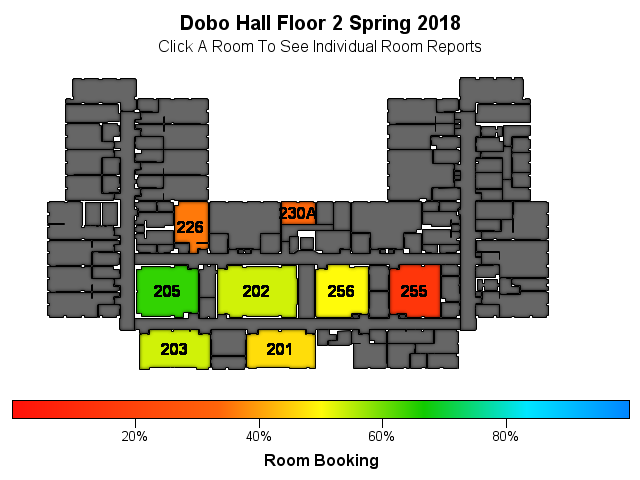 Dobo Hall Floor 2 Spring 2018
Click A Room To See Individual Room Reports
230A
226
205 202 256 255
203 201
20% 40% 60% 80%
Room Booking